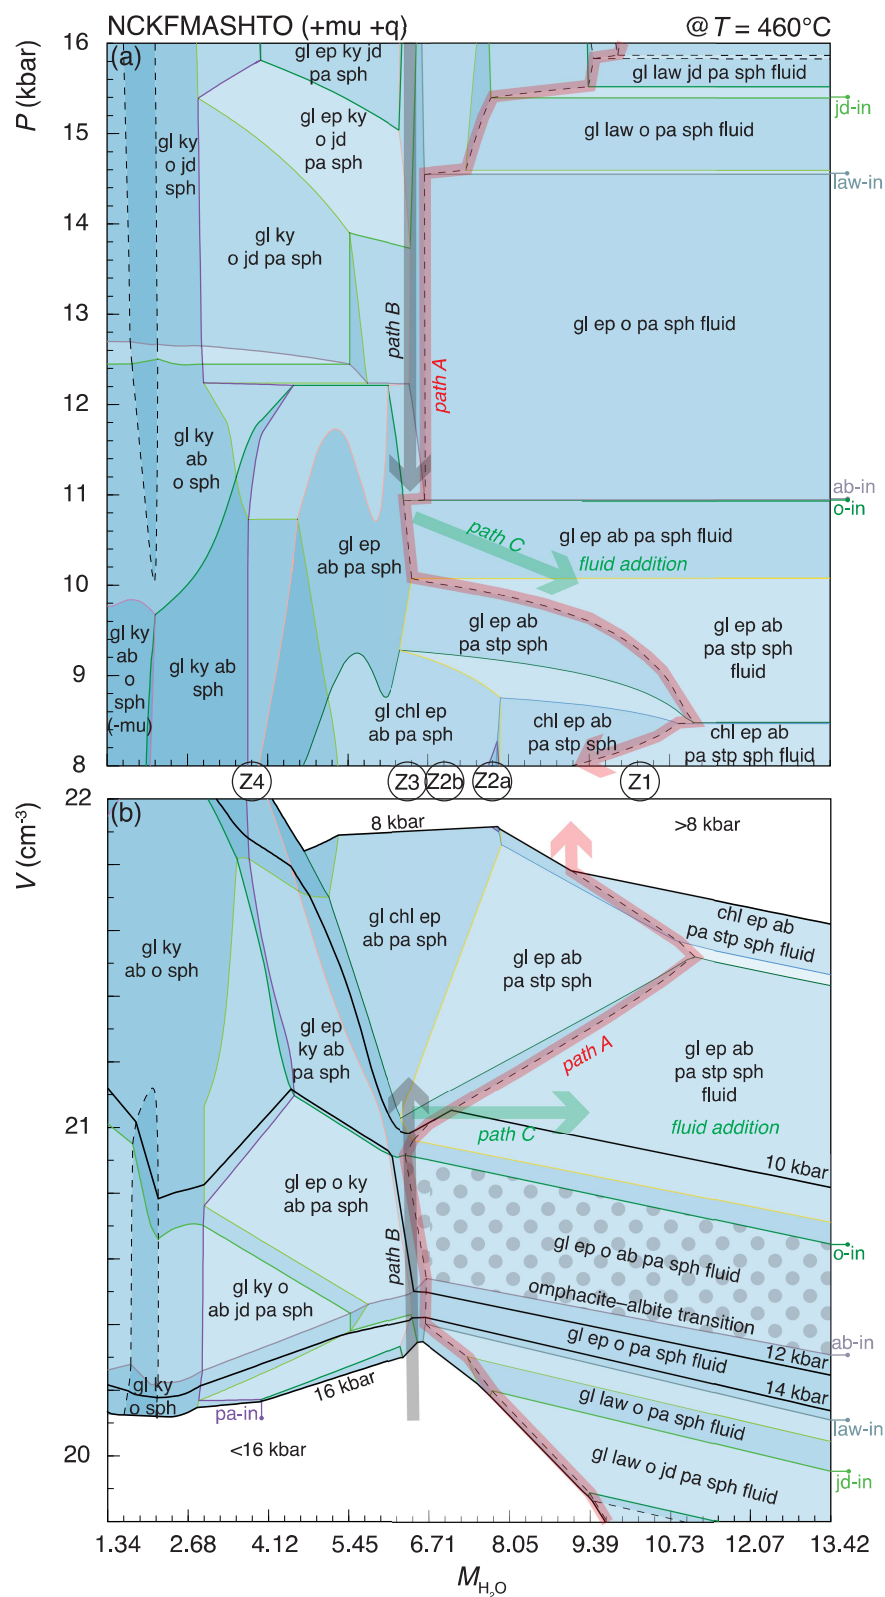 NCKFMASHTO (+mu +q)
@ T = 460°C
(a)
P (kbar)
16
15
14
13
12
11
10
9
8
gl ep ky jd
pa sph
gl law jd pa sph fluid
jd-in
gl ky
o jd
sph
gl ep ky
o jd
pa sph
gl law o pa sph fluid
law-in
gl ky
o jd pa sph
path B
path A
gl ep o pa sph fluid
gl ky
ab
o sph
ab-in
o-in
path C
gl ep ab pa sph fluid
fluid addition
gl ep
ab pa sph
gl ky
ab
o
sph
(-mu)
gl ky ab
sph
gl ep ab
pa stp sph
gl ep ab
pa stp sph
fluid
gl chl ep
ab pa sph
chl ep ab
pa stp sph
chl ep ab
pa stp sph fluid
Z4
Z3
Z2b
Z2a
Z1
(b)
V (cm-3)
22
21
20
8 kbar
>8 kbar
gl chl ep
ab pa sph
chl ep ab
pa stp sph fluid
gl ky
ab o sph
gl ep ab
pa stp sph
gl ep
ky ab
pa sph
path A
gl ep ab
pa stp sph
fluid
path C
fluid addition
10 kbar
gl ep o ky
ab pa sph
path B
gl ep o ab pa sph fluid
o-in
gl ky o
ab jd pa sph
omphacite–albite transition
gl ep o pa sph fluid
12 kbar
ab-in
gl ky
o sph
16 kbar
14 kbar
pa-in
gl law o pa sph fluid
law-in
<16 kbar
gl law o jd pa sph fluid
jd-in
1.34 2.68 4.12 5.45 6.71 8.05 9.39 10.73 12.07 13.42
MH2O